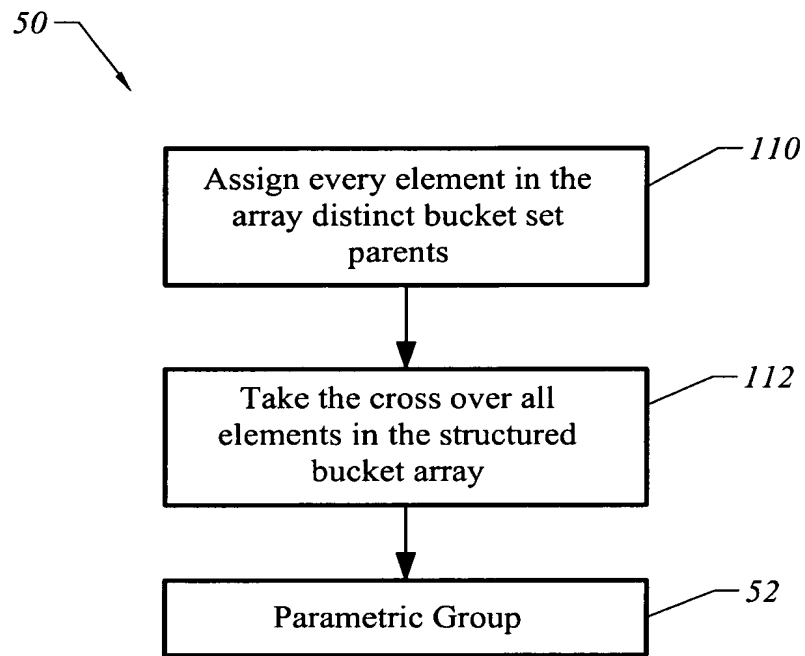 50
110
Assign every element in the
array distinct bucket set
parents
112
Take the cross over all
elements in the structured
bucket array
52
Parametric Group